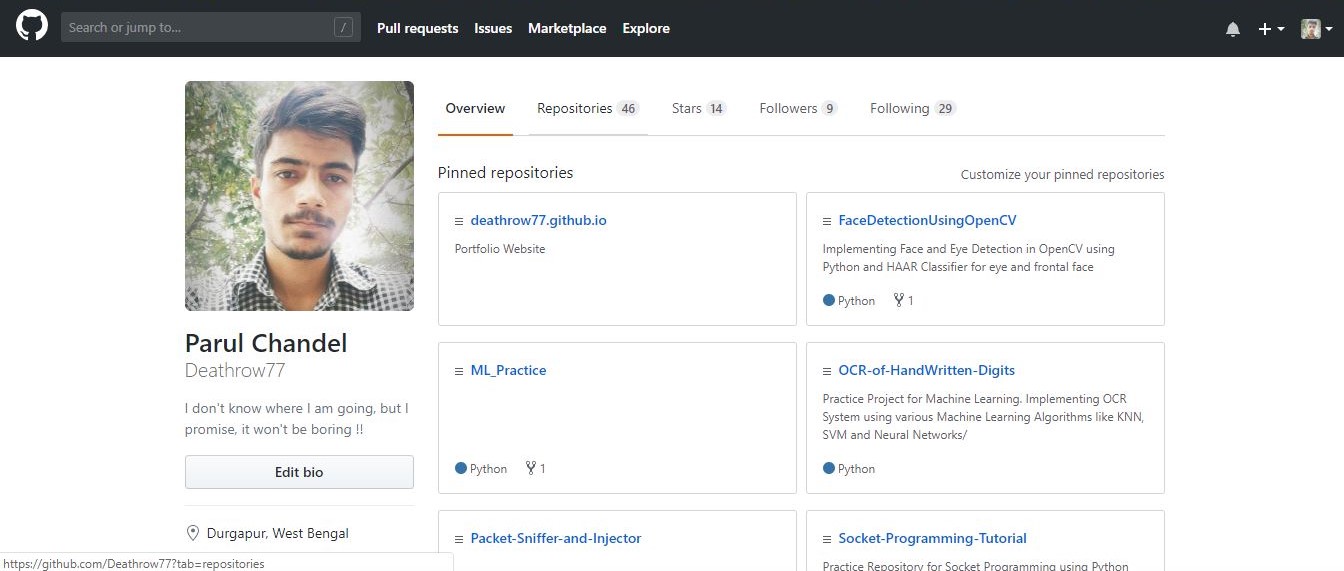 Search or jump to... / Pull requests Issues Marketplace Explore
Overview Repositories 46 Stars 14 Followers 9 Following 29
Pinned repositories Customize your pinned repositories
deathrow77.github.io
Portfolio Website
FaceDetectionUsingOpenCV
Implementing Face and Eye Detection in OpenCV using
Python and HAAR Classifier for eye and frontal face
Python 1
Parul Chandel
Deathrow77
I don't know where I am going, but I
promise, it won't be boring !!
Edit bio
Durgapur, West Bengal
ML_Practice
Python 1
OCR-of-HandWritten-Digits
Practice Project for Machine Learning. Implementing OCR
System using various Machine Learning Algorithms like KNN,
SVM and Neural Networks/
Python
Packet-Sniffer-and-Injector
Socket-Programming-Tutorial
Practice Repository for Socket Programming using Python
https://github.com/Deathrow77?tab=repositories